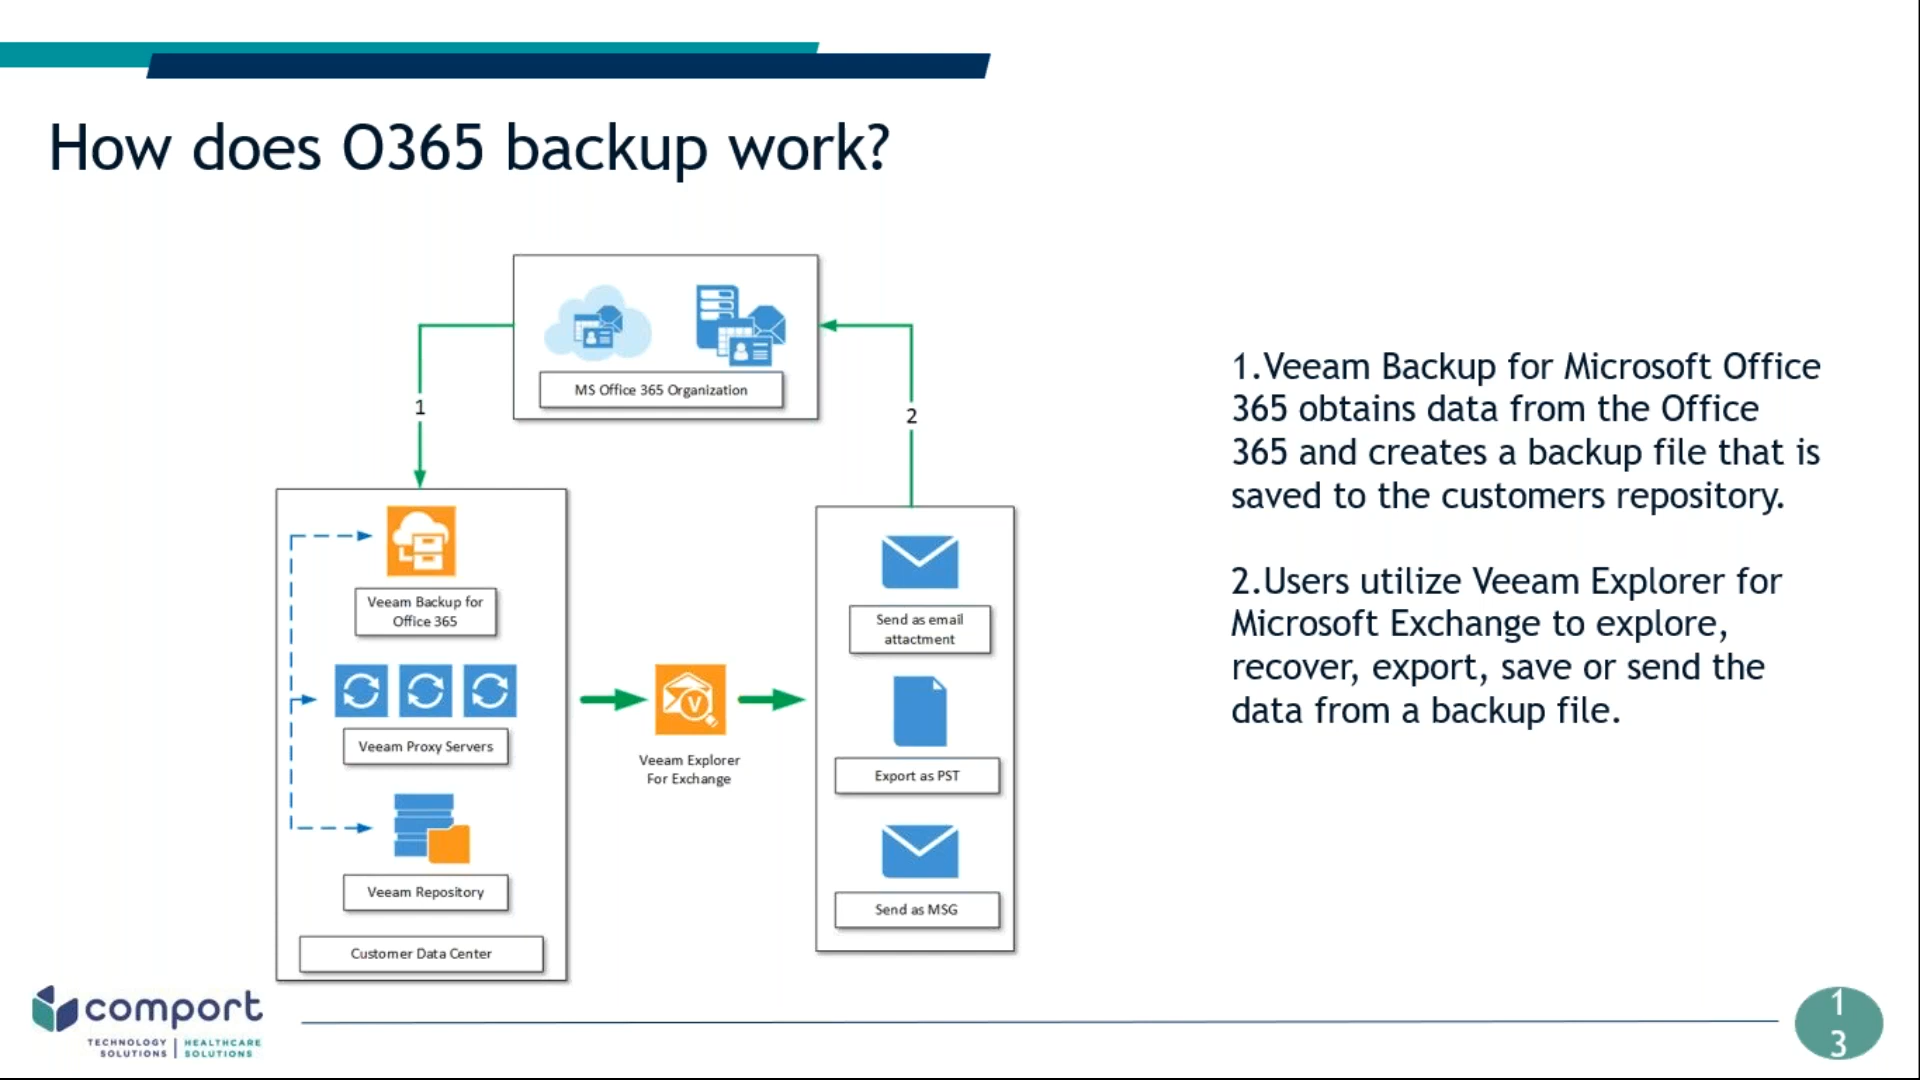 How does O365 backup work?
MS Office 365 Organization
1
2
Veeam Backup for
Office 365
Veeam Proxy Servers
Veeam Repository
Customer Data Center
V
Veeam Explorer
For Exchange
Send as email
attactment
Export as PST
Send as MSG
1.Veeam Backup for Microsoft Office
365 obtains data from the Office
365 and creates a backup file that is
saved to the customers repository.
2.Users utilize Veeam Explorer for
Microsoft Exchange to explore,
recover, export, save or send the
data from a backup file.
comport
TECHNOLOGY SOLUTIONS | HEALTHCARE SOLUTIONS
1
3